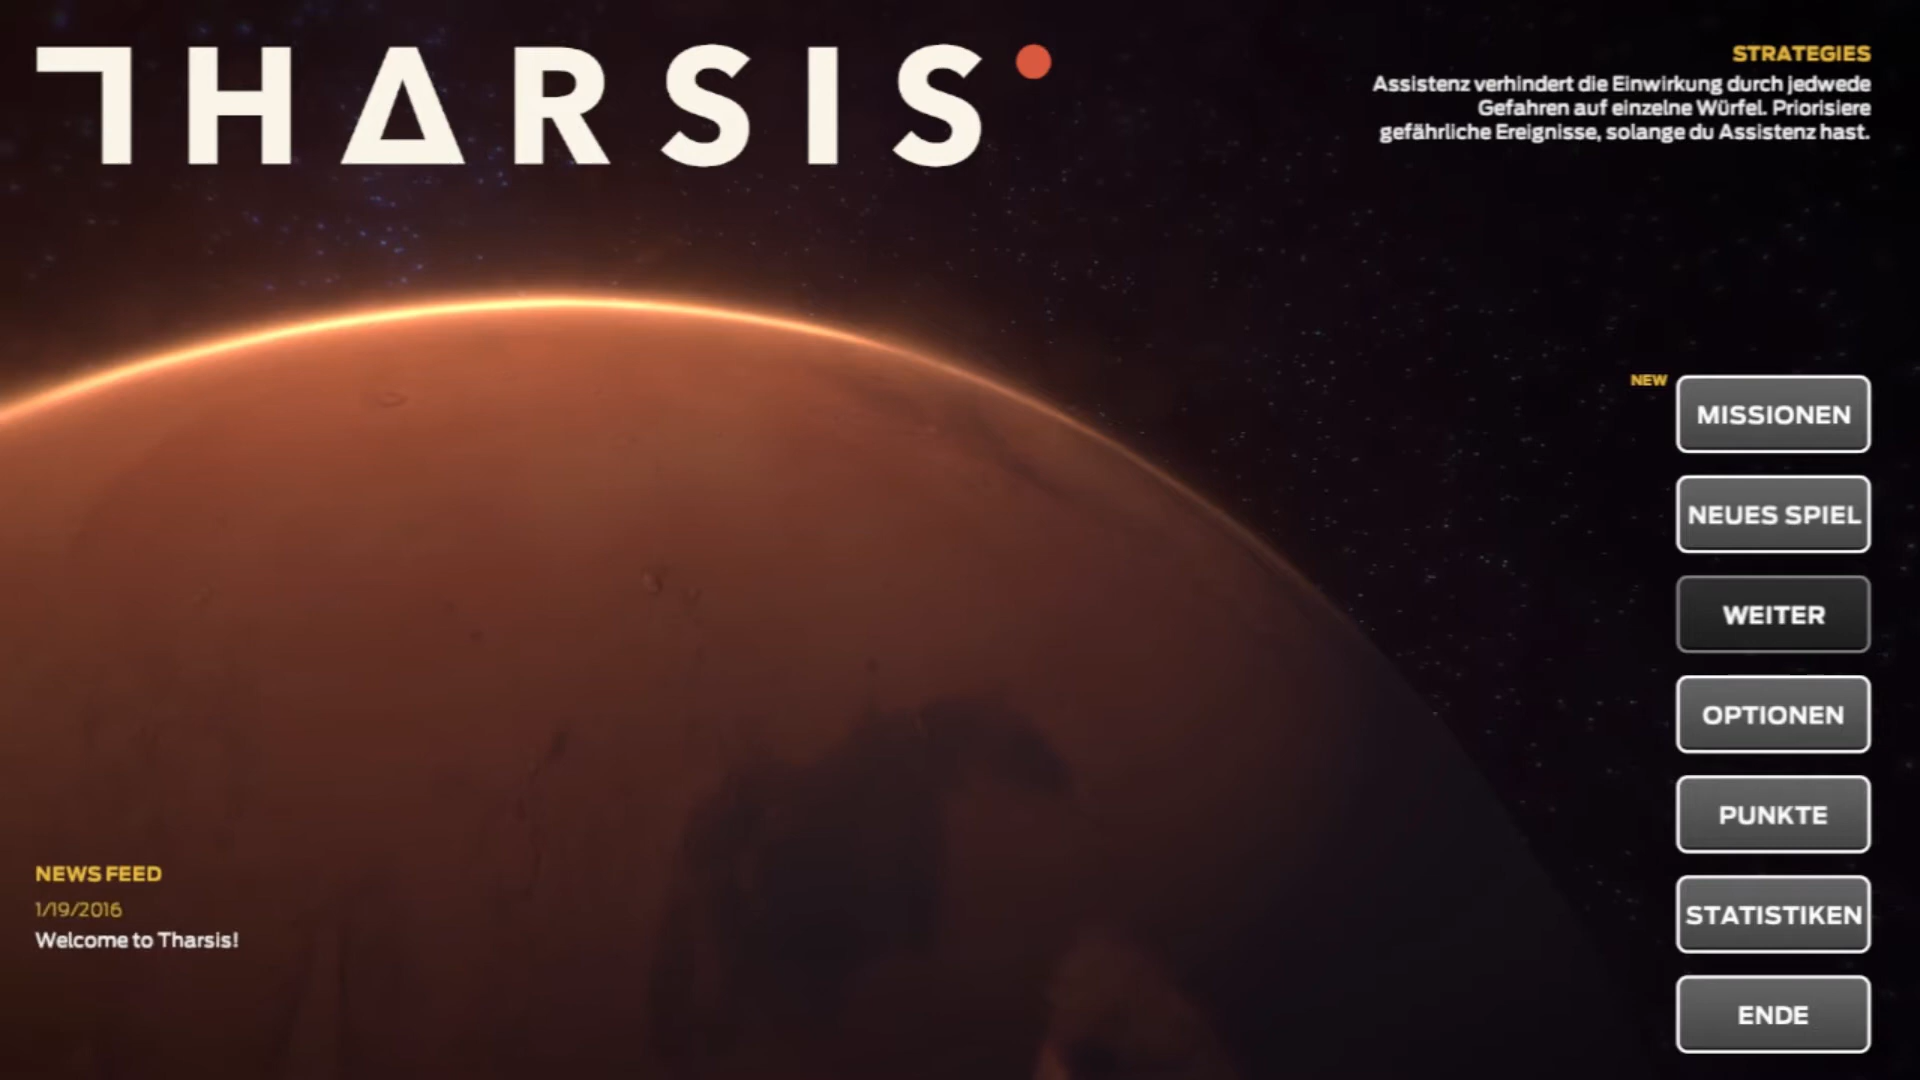 THARSIS
STRATEGIES
Assistenz verhindert die Einwirkung durch jedwede
Gefahren auf einzelne Würfel. Priorisiere
gefährliche Ereignisse, solange du Assistenz hast.
NEW
MISSIONEN
NEUES SPIEL
WEITER
OPTIONEN
PUNKTE
STATISTIKEN
ENDE
NEWS FEED
1/19/2016
Welcome to Tharsis!